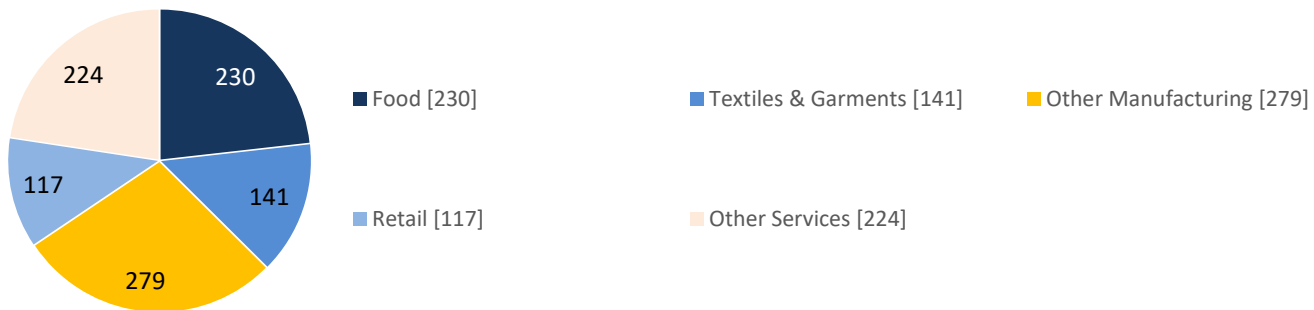 224
230
117
141
279
Food [230]
Textiles & Garments [141]
Other Manufacturing [279]
Retail [117]
Other Services [224]